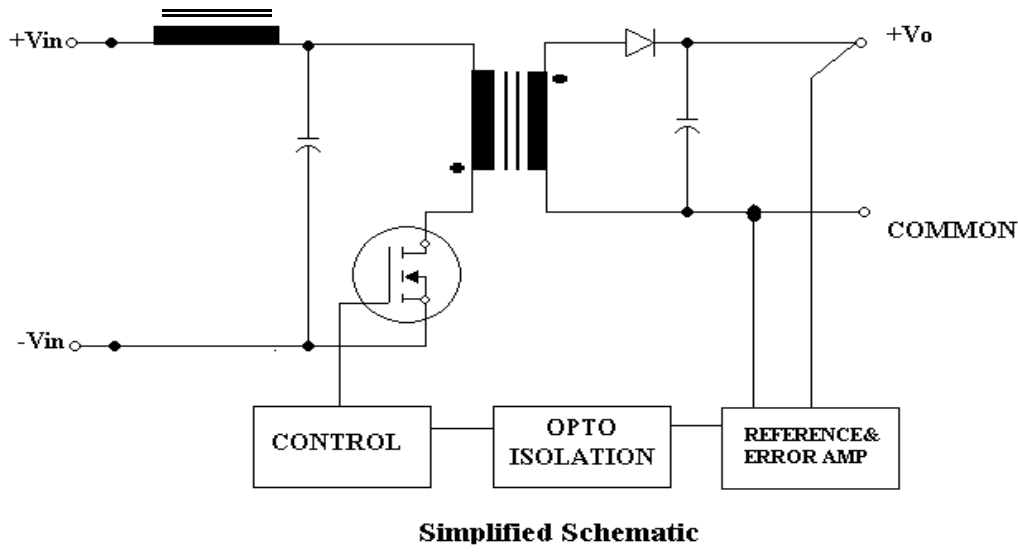 +Vin
+Vo
COMMON
-Vin
CONTROL
OPTO
ISOLATION
REFERENCE&
ERROR AMP
Simplified Schematic